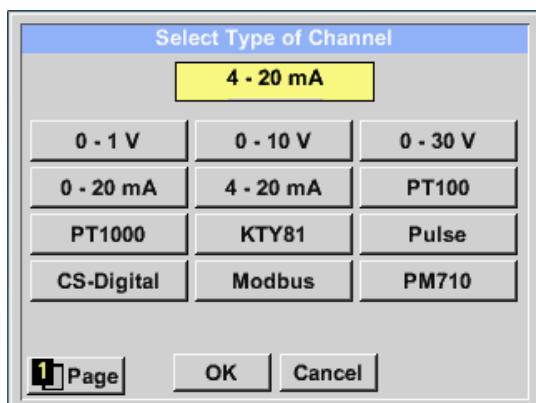 Select Type of Channel
4 - 20 mA
0 - 1 V 0 - 10 V 0 - 30 V
0 - 20 mA 4 - 20 mA PT100
PT1000 KTY81 Pulse
CS-Digital Modbus PM710
1 Page OK Cancel